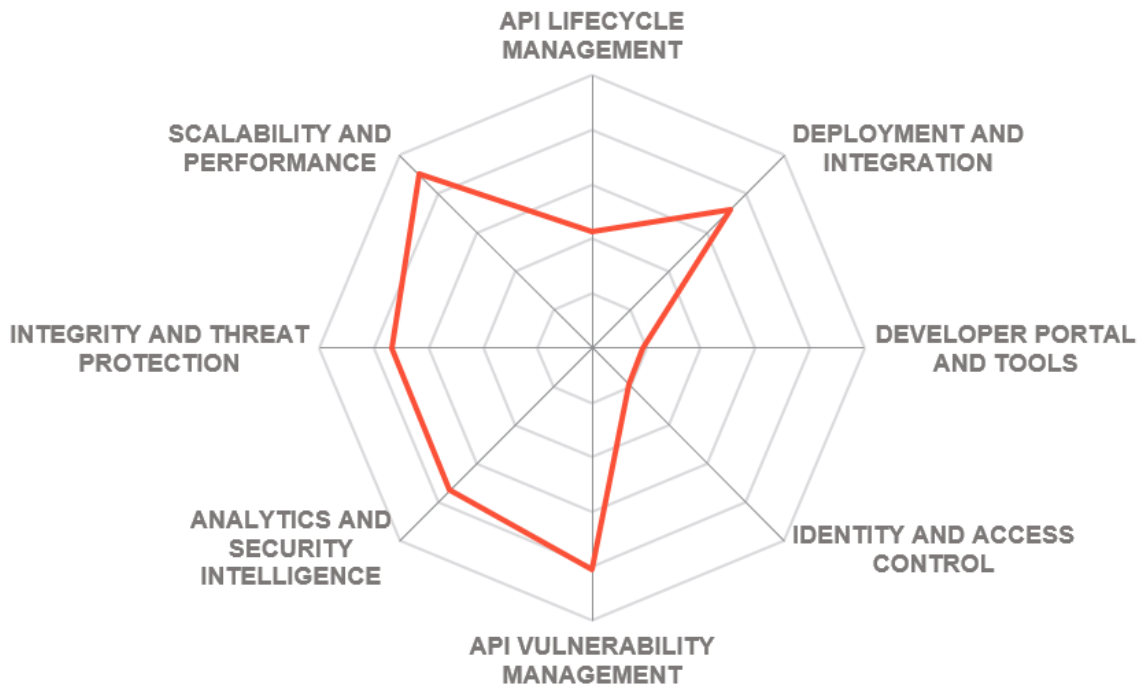 API LIFECYCLE
MANAGEMENT
SCALABILITY AND
PERFORMANCE
DEPLOYMENT AND
INTEGRATION
INTEGRITY AND THREAT
PROTECTION
DEVELOPER PORTAL
AND TOOLS
ANALYTICS AND
SECURITY
INTELLIGENCE
IDENTITY AND ACCESS
CONTROL
API VULNERABILITY
MANAGEMENT